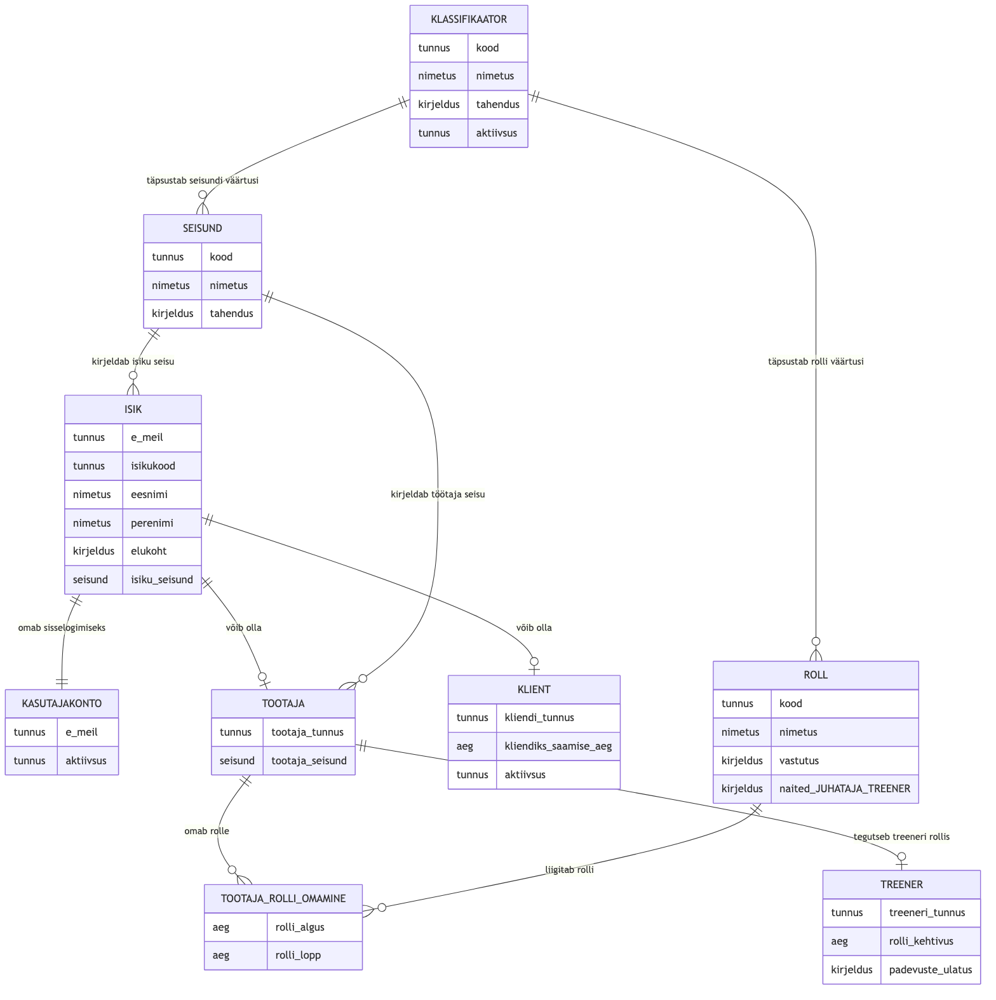 KLASSIFIKAATOR
tunnus kood
nimetus nimetus
kirjeldus tahendus
tunnus aktiivsus
täpsustab seisundi väärtusi
SEISUND
tunnus kood
nimetus nimetus
kirjeldus tahendus
kirjeldab isiku seisu
täpsustab rolli väärtusi
ISIK
tunnus e_meil
tunnus isikukood
nimetus eesnimi
nimetus perenimi
kirjeldus elukoht
seisund isiku_seisund
kirjeldab töötaja seisu
omab sisselogimiseks
võib olla
võib olla
KASUTAJAKONTO
tunnus e_meil
tunnus aktiivsus
TOOTAJA
tunnus tootaja_tunnus
seisund tootaja_seisund
KLIENT
tunnus kliendi_tunnus
aeg kliendiks_saamise_aeg
tunnus aktiivsus
ROLL
tunnus kood
nimetus nimetus
kirjeldus vastutus
kirjeldus naited_JUHATAJA_TREENER
omab rolle
liigitab rolli
tegutseb treeneri rollis
TOOTAJA_ROLLI_OMAMINE
aeg rolli_algus
aeg rolli_lopp
TREENER
tunnus treeneri_tunnus
aeg rolli_kehtivus
kirjeldus padevuste_ulatus